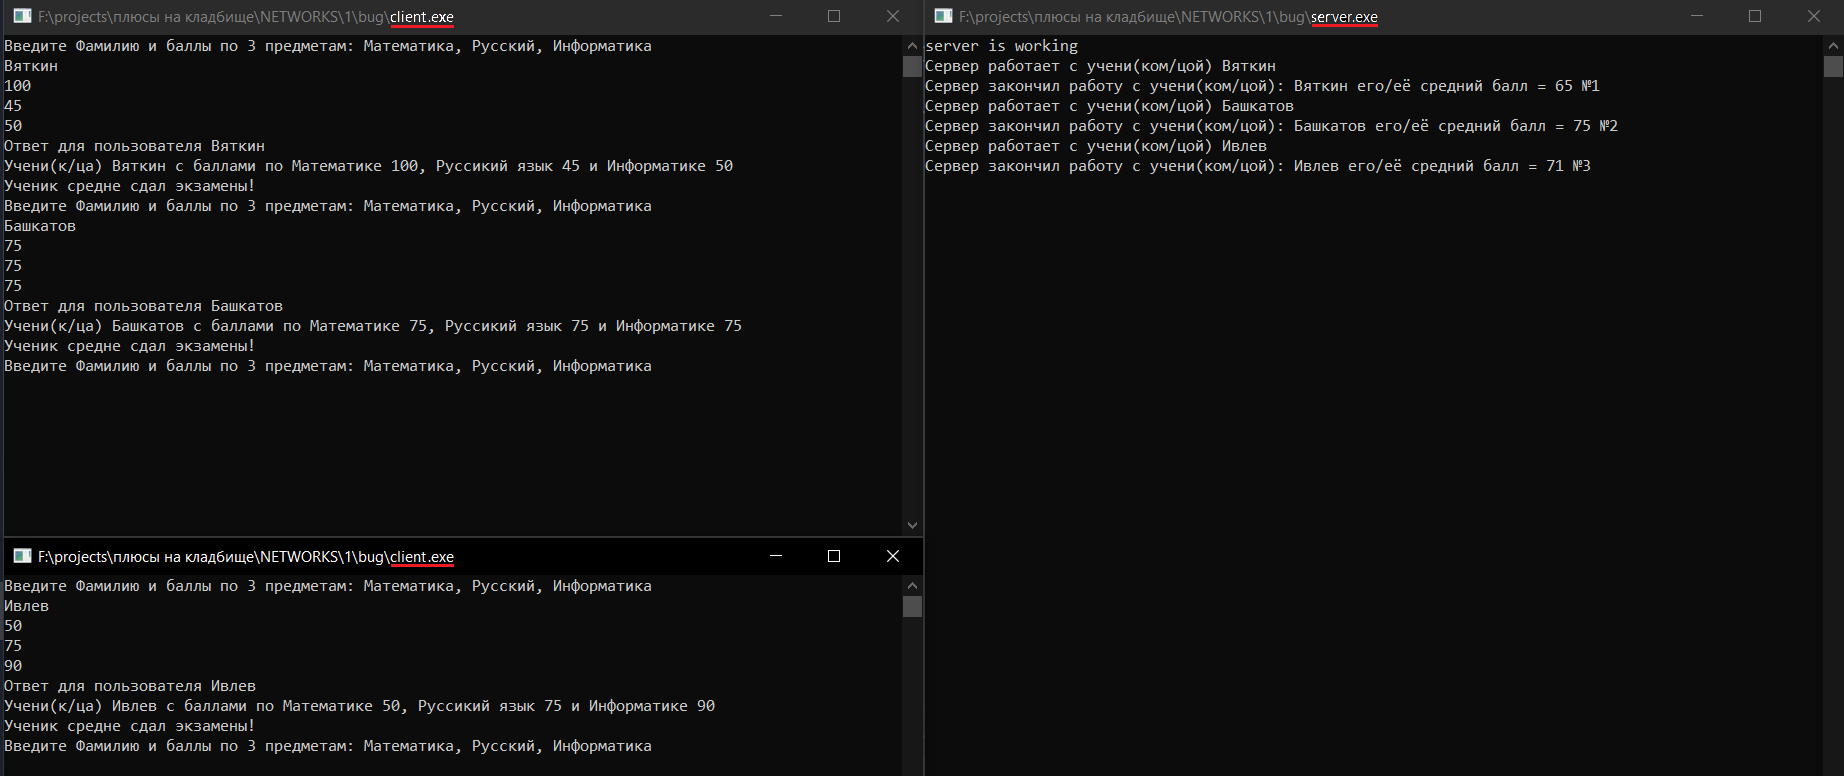 F:\projects\плюсы на кладбище\NETWORKS\1\bug\client.exe
Введите Фамилию и баллы по 3 предметам: Математика, Русский, Информатика
Вяткин
100
45
50
Ответ для пользователя Вяткин
Учени(к/ца) Вяткин с баллами по Математике 100, Руссикий язык 45 и Информатике 50
Ученик средне сдал экзамены!
Введите Фамилию и баллы по 3 предметам: Математика, Русский, Информатика
Башкатов
75
75
75
Ответ для пользователя Башкатов
Учени(к/ца) Башкатов с баллами по Математике 75, Руссикий язык 75 и Информатике 75
Ученик средне сдал экзамены!
Введите Фамилию и баллы по 3 предметам: Математика, Русский, Информатика
F:\projects\плюсы на кладбище\NETWORKS\1\bug\client.exe
Введите Фамилию и баллы по 3 предметам: Математика, Русский, Информатика
Ивлев
50
75
90
Ответ для пользователя Ивлев
Учени(к/ца) Ивлев с баллами по Математике 50, Руссикий язык 75 и Информатике 90
Ученик средне сдал экзамены!
Введите Фамилию и баллы по 3 предметам: Математика, Русский, Информатика
F:\projects\плюсы на кладбище\NETWORKS\1\bug\server.exe
server is working
Сервер работает с учени(ком/цой) Вяткин
Сервер закончил работу с учени(ком/цой): Вяткин его/её средний балл = 65 №1
Сервер работает с учени(ком/цой) Башкатов
Сервер закончил работу с учени(ком/цой): Башкатов его/её средний балл = 75 №2
Сервер работает с учени(ком/цой) Ивлев
Сервер закончил работу с учени(ком/цой): Ивлев его/её средний балл = 71 №3